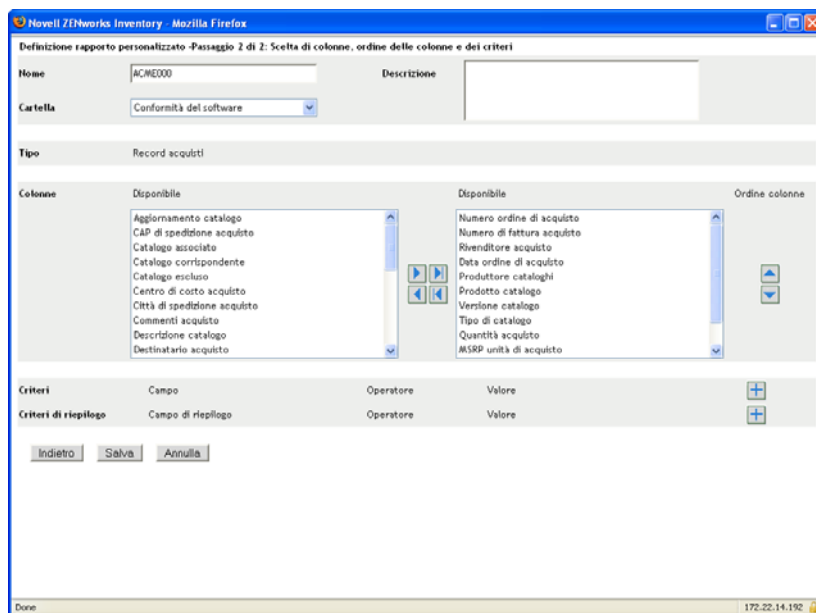 Novell ZENworks Inventory - Mozilla Firefox
Definizione rapporto personalizzato -Passaggio 2 di 2: Scelta di colonne, ordine delle colonne e dei criteri
Nome ACME000 Descrizione
Cartella Conformità del software
Tipo Record acquisti
Colonne Disponibile Disponibile Ordine colonne
Aggiornamento catalogo Numero ordine di acquisto
CAP di spedizione acquisto Numero di fattura acquisto
Catalogo associato Rivenditore acquisto
Catalogo corrispondente Data ordine di acquisto
Catalogo escluso Produttore cataloghi
Centro di costo acquisto Prodotto catalogo
Città di spedizione acquisto Versione catalogo
Commenti acquisto Tipo di catalogo
Descrizione catalogo Quantità acquisto
Destinatario acquisto MSRP unità di acquisto
Criteri Campo Operatore Valore
Criteri di riepilogo Campo di riepilogo Operatore Valore
Indietro Salva Annulla
Done 172.22.14.192